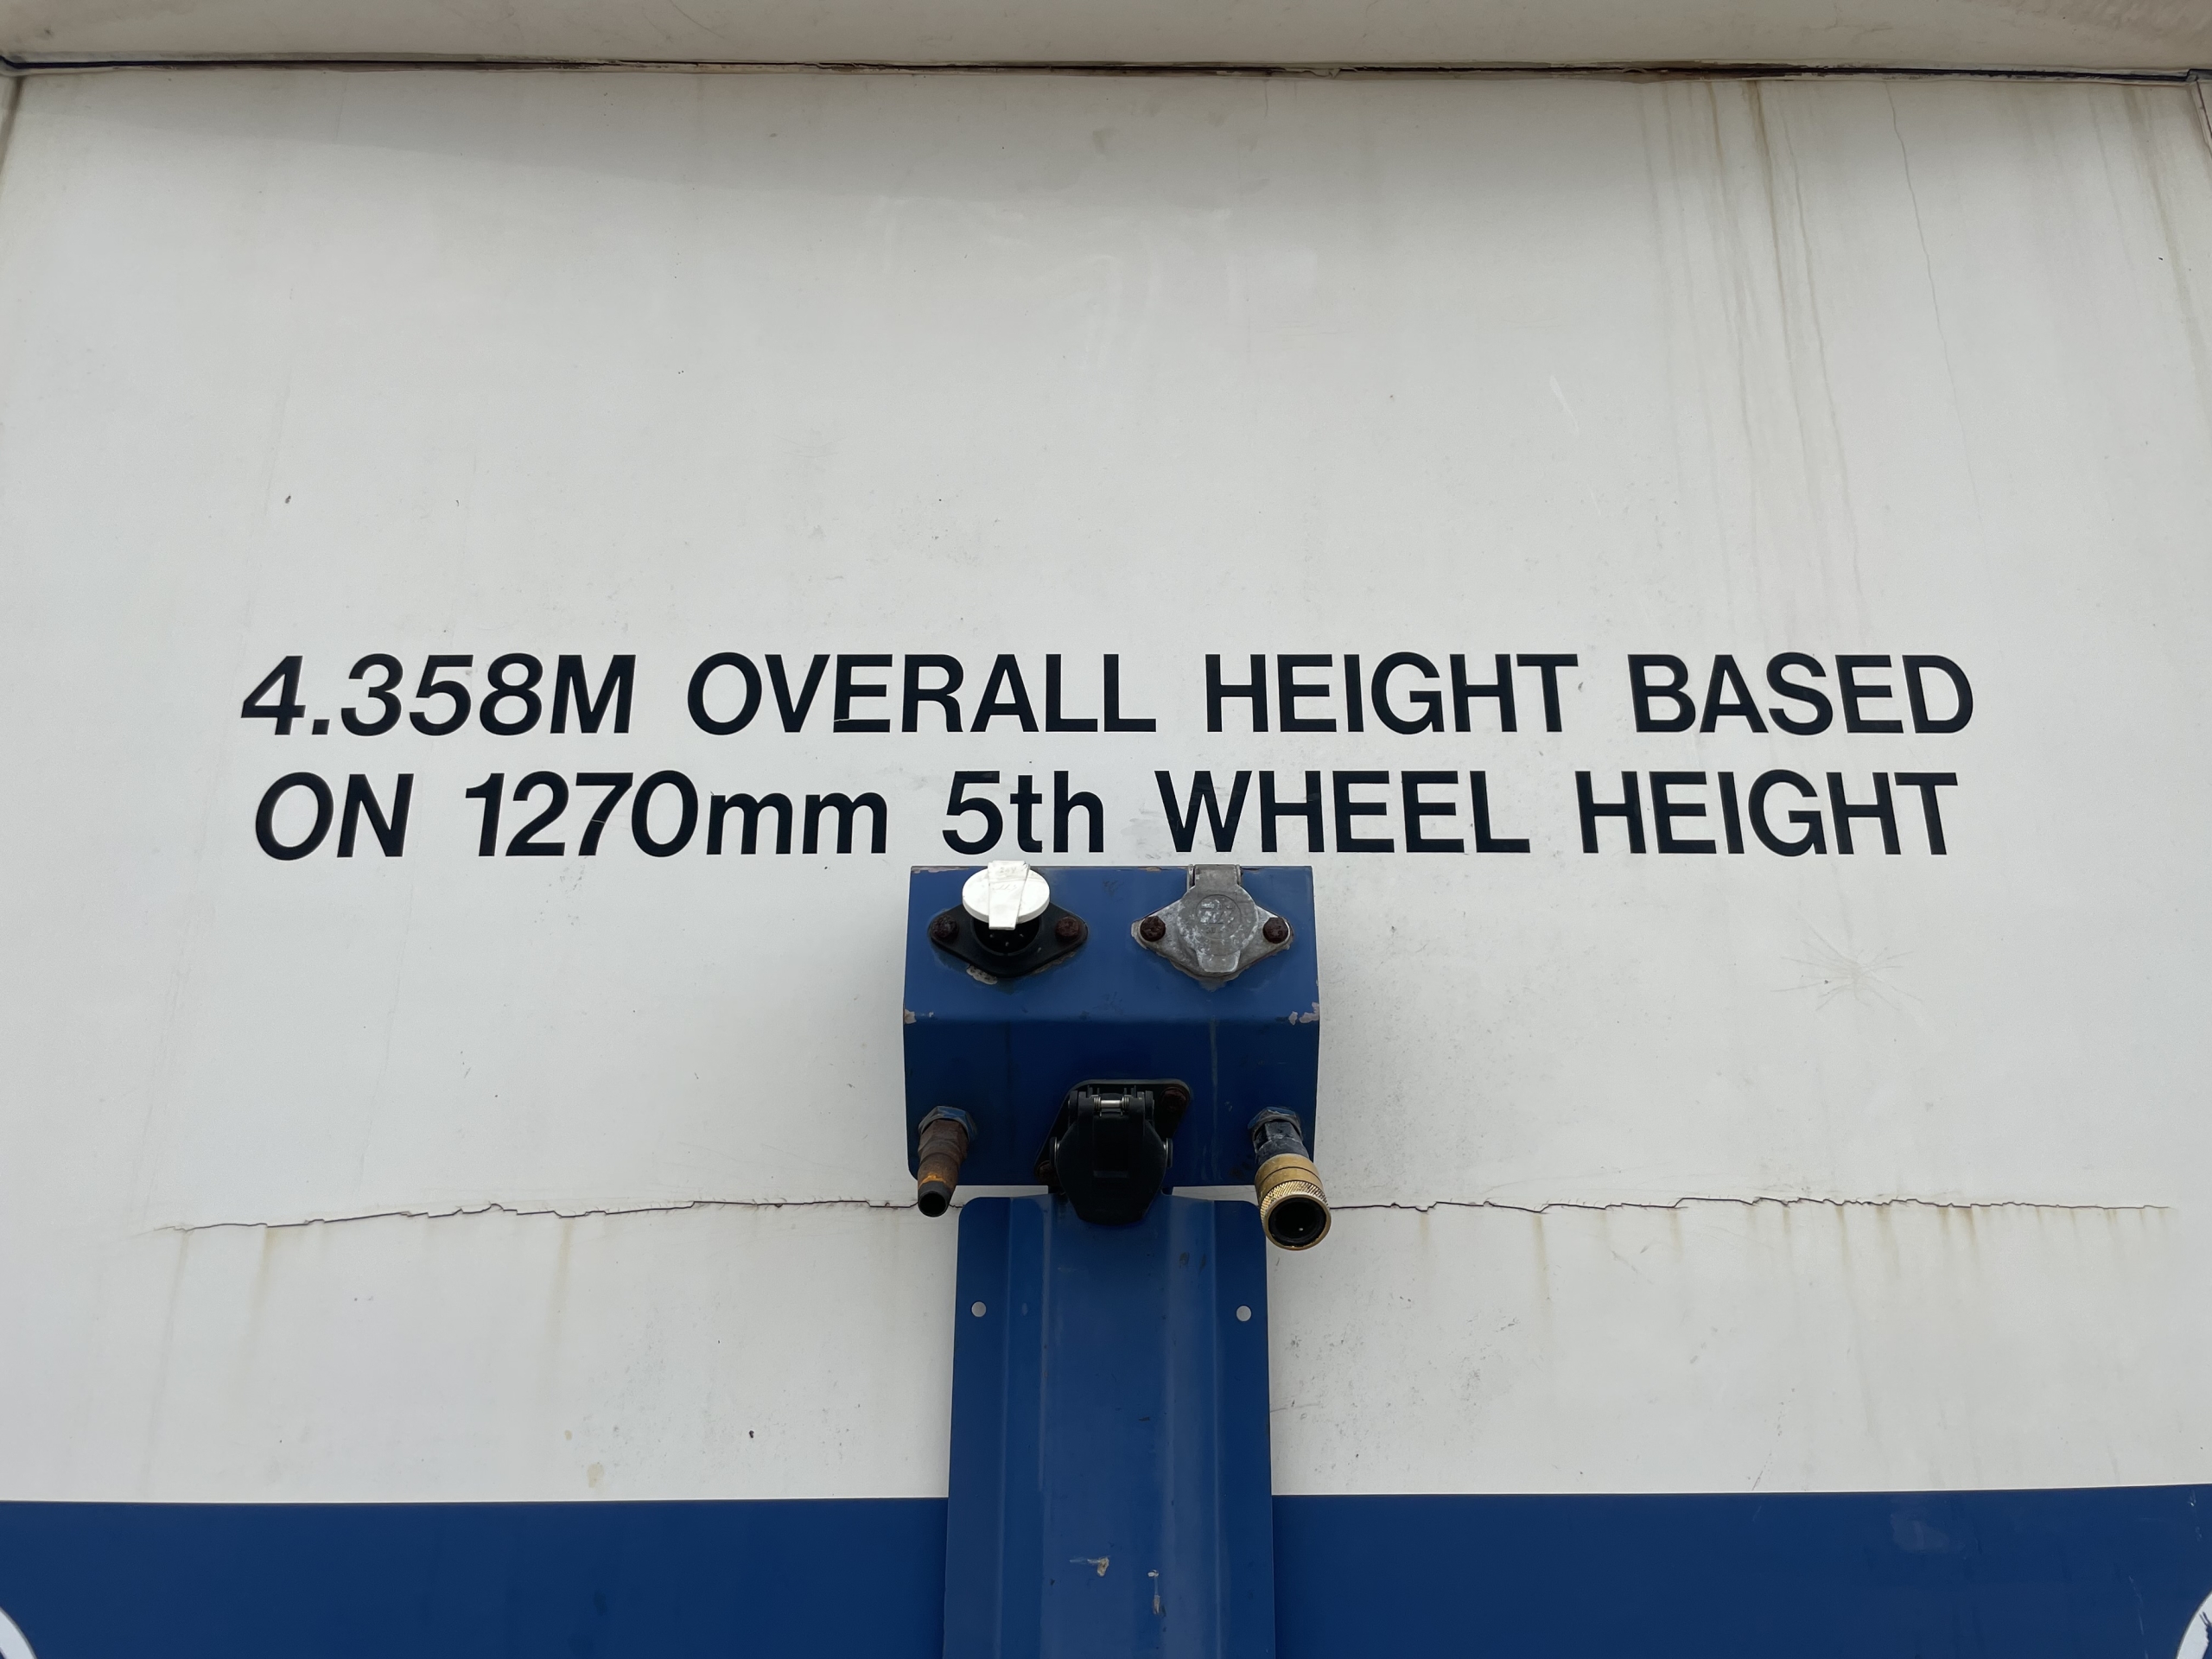 4.358M OVERALL HEIGHT BASED
ON 1270mm 5th WHEEL HEIGHT